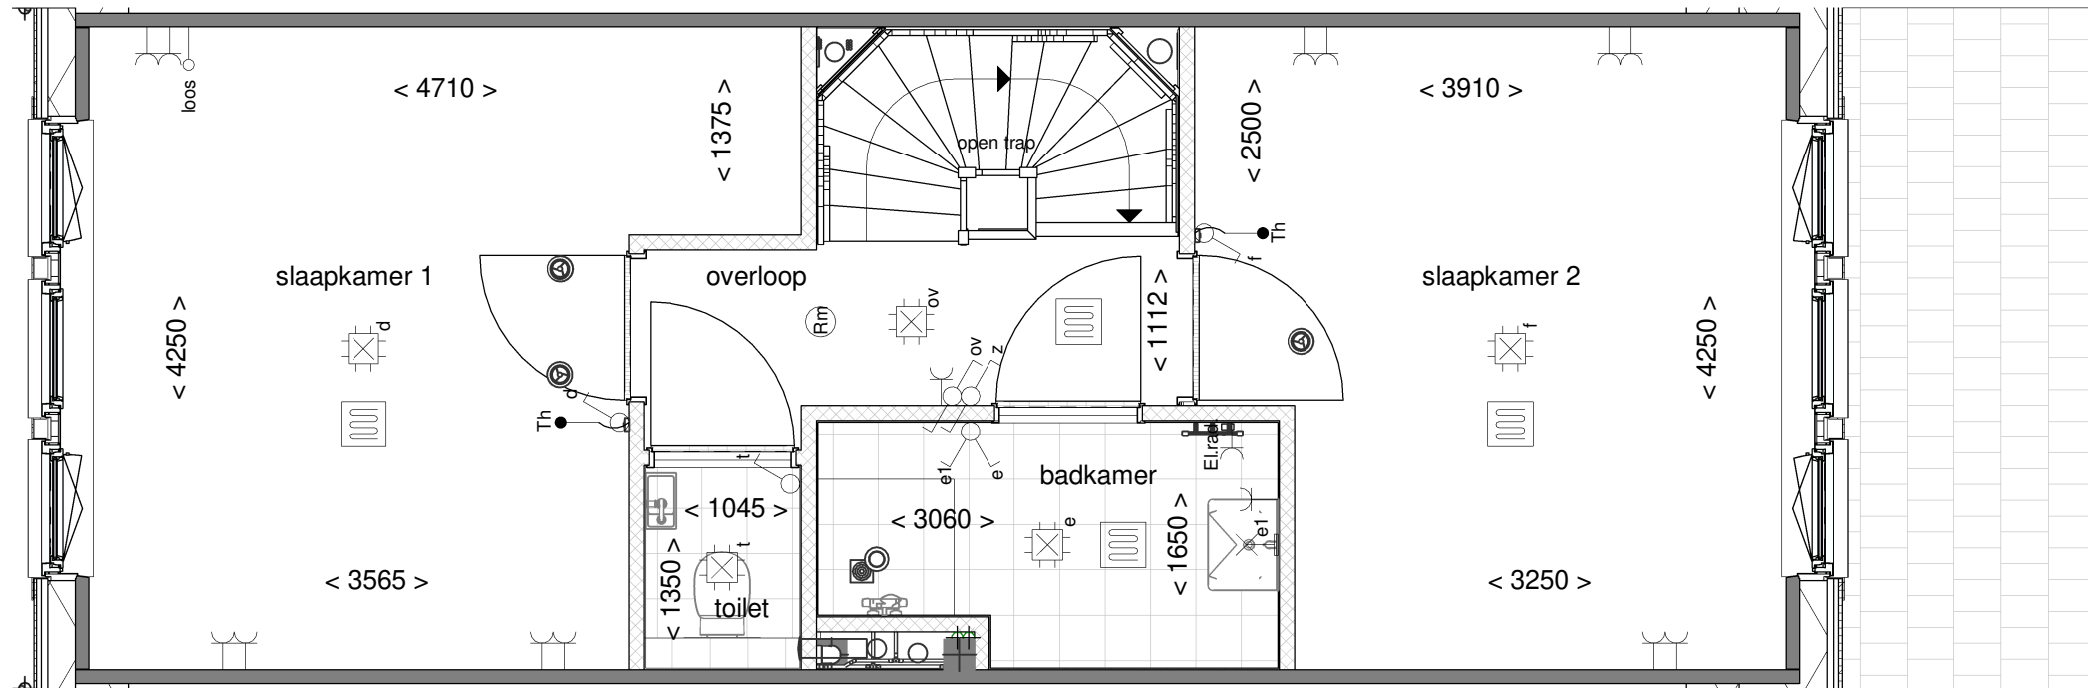 loos
< 4710 >
< 1375 >
open trap
< 2500 >
< 3910 >
Th
f
slaapkamer 1
overloop
slaapkamer 2
< 4250 >
d
Rm
ov
< 1112 >
f
< 4250 >
ov
z
d
Th
t
e1
e
badkamer
El.rad.
< 1045 >
< 3060 >
e
< 1650 >
e1
t
< 1350 >
toilet
< 3565 >
< 3250 >